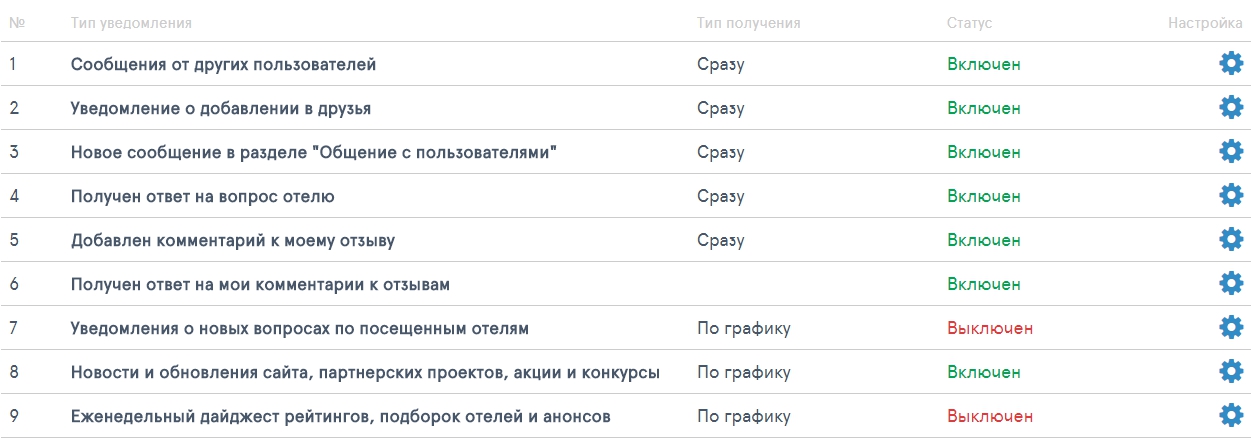 № Тип уведомления Тип получения Статус Настройка
1 Сообщения от других пользователей Сразу Включен
2 Уведомление о добавлении в друзья Сразу Включен
3 Новое сообщение в разделе "Общение с пользователями" Сразу Включен
4 Получен ответ на вопрос отелю Сразу Включен
5 Добавлен комментарий к моему отзыву Сразу Включен
6 Получен ответ на мои комментарии к отзывам Включен
7 Уведомления о новых вопросах по посещенным отелям По графику Выключен
8 Новости и обновления сайта, партнерских проектов, акции и конкурсы По графику Включен
9 Еженедельный дайджест рейтингов, подборок отелей и анонсов По графику Выключен